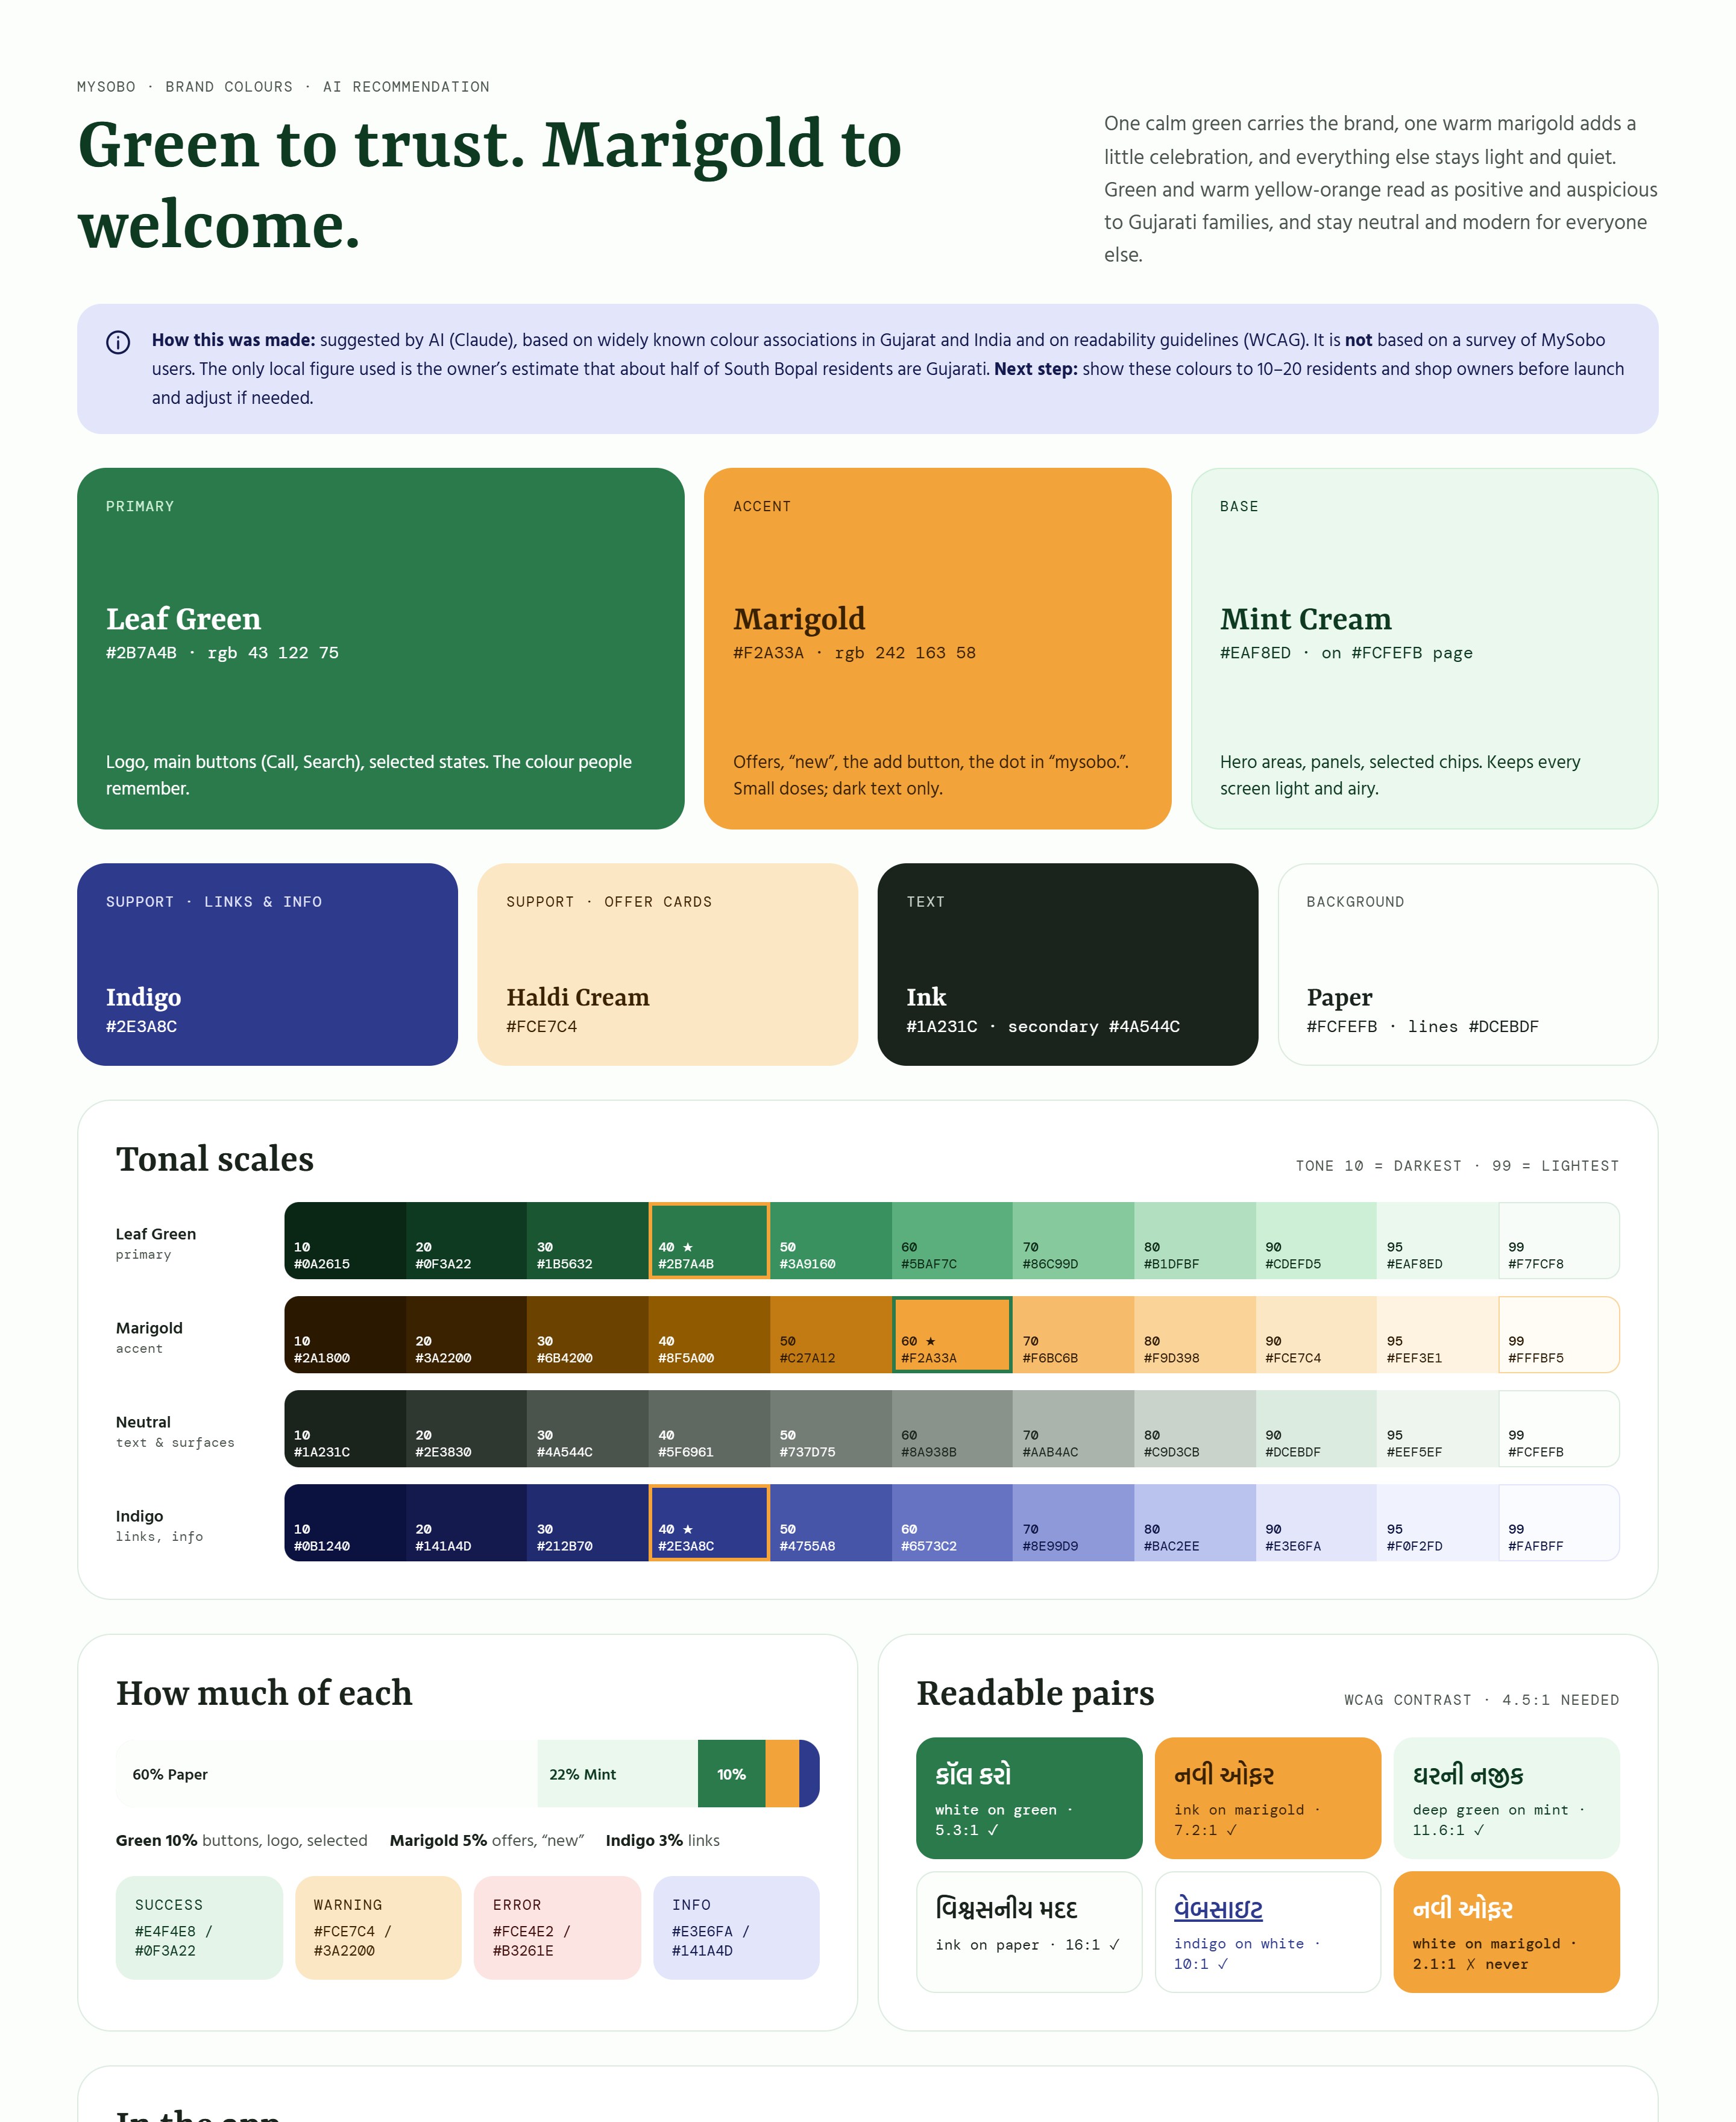 MYSOBO · BRAND COLOURS · AI RECOMMENDATION
Green to trust. Marigold to
welcome.
One calm green carries the brand, one warm marigold adds a
little celebration, and everything else stays light and quiet.
Green and warm yellow-orange read as positive and auspicious
to Gujarati families, and stay neutral and modern for everyone
else.
How this was made: suggested by AI (Claude), based on widely known colour associations in Gujarat and India and on readability guidelines (WCAG). It is not based on a survey of MySobo
users. The only local figure used is the owner’s estimate that about half of South Bopal residents are Gujarati. Next step: show these colours to 10–20 residents and shop owners before launch
and adjust if needed.
PRIMARY
Leaf Green
#2B7A4B · rgb 43 122 75
Logo, main buttons (Call, Search), selected states. The colour people
remember.
ACCENT
Marigold
#F2A33A · rgb 242 163 58
Offers, “new”, the add button, the dot in “mysobo.”.
Small doses; dark text only.
BASE
Mint Cream
#EAF8ED · on #FCFEFB page
Hero areas, panels, selected chips. Keeps every
screen light and airy.
SUPPORT · LINKS & INFO
Indigo
#2E3A8C
SUPPORT · OFFER CARDS
Haldi Cream
#FCE7C4
TEXT
Ink
#1A231C · secondary #4A544C
BACKGROUND
Paper
#FCFEFB · lines #DCEBDF
Tonal scales
TONE 10 = DARKEST · 99 = LIGHTEST
Leaf Green
primary
10 20 30 40 ★ 50 60 70 80 90 95 99
#0A2615 #0F3A22 #1B5632 #2B7A4B #3A9160 #5BAF7C #86C99D #B1DFBF #CDEFD5 #EAF8ED #F7FCF8
Marigold
accent
10 20 30 40 50 60 ★ 70 80 90 95 99
#2A1800 #3A2200 #6B4200 #8F5A00 #C27A12 #F2A33A #F6BC6B #F9D398 #FCE7C4 #FEF3E1 #FFFBF5
Neutral
text & surfaces
10 20 30 40 50 60 70 80 90 95 99
#1A231C #2E3830 #4A544C #5F6961 #737D75 #8A938B #AAB4AC #C9D3CB #DCEBDF #EEF5EF #FCFEFB
Indigo
links, info
10 20 30 40 ★ 50 60 70 80 90 95 99
#0B1240 #141A4D #212B70 #2E3A8C #4755A8 #6573C2 #8E99D9 #BAC2EE #E3E6FA #F0F2FD #FAFBFF
How much of each
60% Paper
22% Mint
10%
Green 10% buttons, logo, selected Marigold 5% offers, “new” Indigo 3% links
SUCCESS
#E4F4E8 /
#0F3A22
WARNING
#FCE7C4 /
#3A2200
ERROR
#FCE4E2 /
#B3261E
INFO
#E3E6FA /
#141A4D
Readable pairs
WCAG CONTRAST · 4.5:1 NEEDED
કૉલ કરો
white on green ·
5.3:1 ✓
નવી ઓફર
ink on marigold ·
7.2:1 ✓
ઘરની નજીક
deep green on mint ·
11.6:1 ✓
વિશ્વસનીય મદદ
ink on paper · 16:1 ✓
વેબસાઇટ
indigo on white ·
10:1 ✓
નવી ઓફર
white on marigold ·
2.1:1 ✗ never